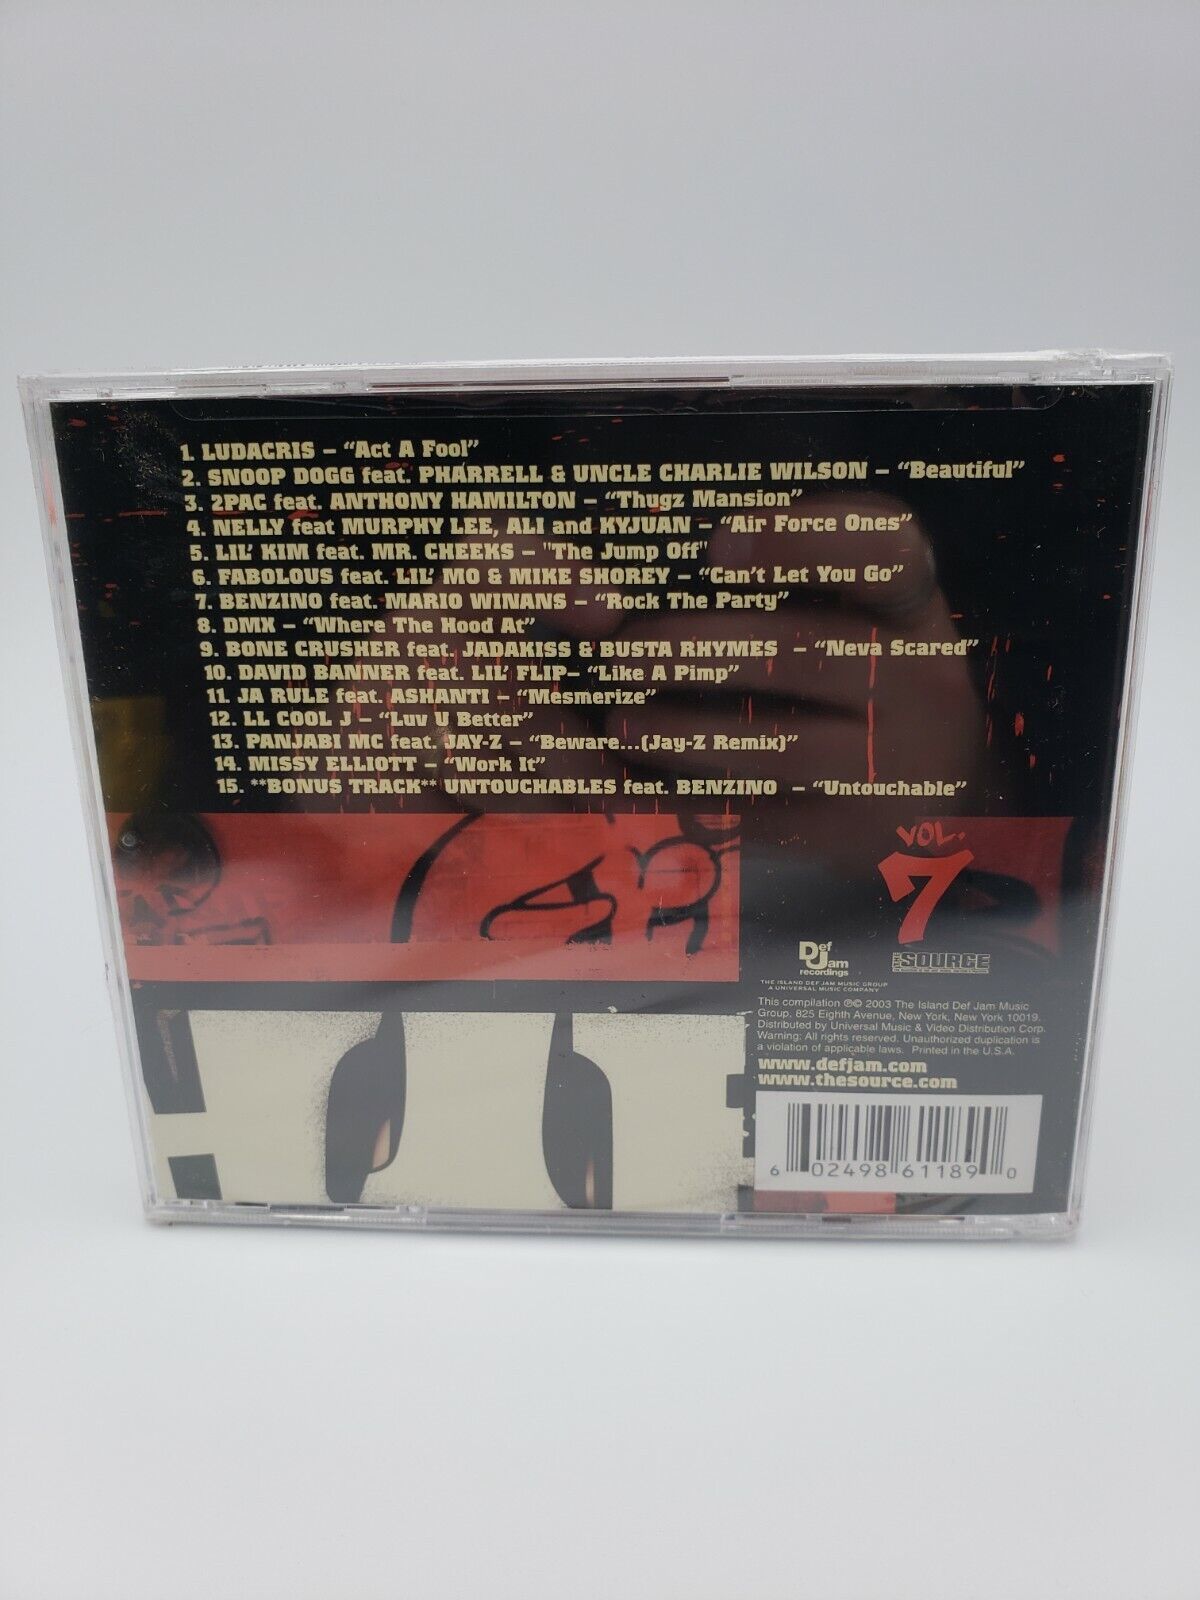 1. LUDACRIS – “Act A Fool”
2. SNOOP DOGG feat. PHARRELL & UNCLE CHARLIE WILSON – “Beautiful”
3. 2PAC feat. ANTHONY HAMILTON – “Thugz Mansion”
4. NELLY feat MURPHY LEE, ALI and KYJUAN – “Air Force Ones”
5. LIL’ KIM feat. MR. CHEEKS – "The Jump Off"
6. FABOLOUS feat. LIL’ MO & MIKE SHOREY – “Can’t Let You Go”
7. BENZINO feat. MARIO WINANS – “Rock The Party”
8. DMX – “Where The Hood At”
9. BONE CRUSHER feat. JADAKISS & BUSTA RHYMES – “Neva Scared”
10. DAVID BANNER feat. LIL’ FLIP– “Like A Pimp”
11. JA RULE feat. ASHANTI – “Mesmerize”
12. LL COOL J – “Luv U Better”
13. PANJABI MC feat. JAY-Z – “Beware...(Jay-Z Remix)”
14. MISSY ELLIOTT – “Work It”
15. **BONUS TRACK** UNTOUCHABLES feat. BENZINO – “Untouchable”
VOL.
7
Def Jam
recordings
THE SOURCE
THE ISLAND DEF JAM MUSIC GROUP
A UNIVERSAL MUSIC COMPANY
This compilation ℗© 2003 The Island Def Jam Music
Group, 825 Eighth Avenue, New York, New York 10019.
Distributed by Universal Music & Video Distribution Corp.
Warning: All rights reserved. Unauthorized duplication is
a violation of applicable laws. Printed in the U.S.A.
www.defjam.com
www.thesource.com
6 02498 61189 0